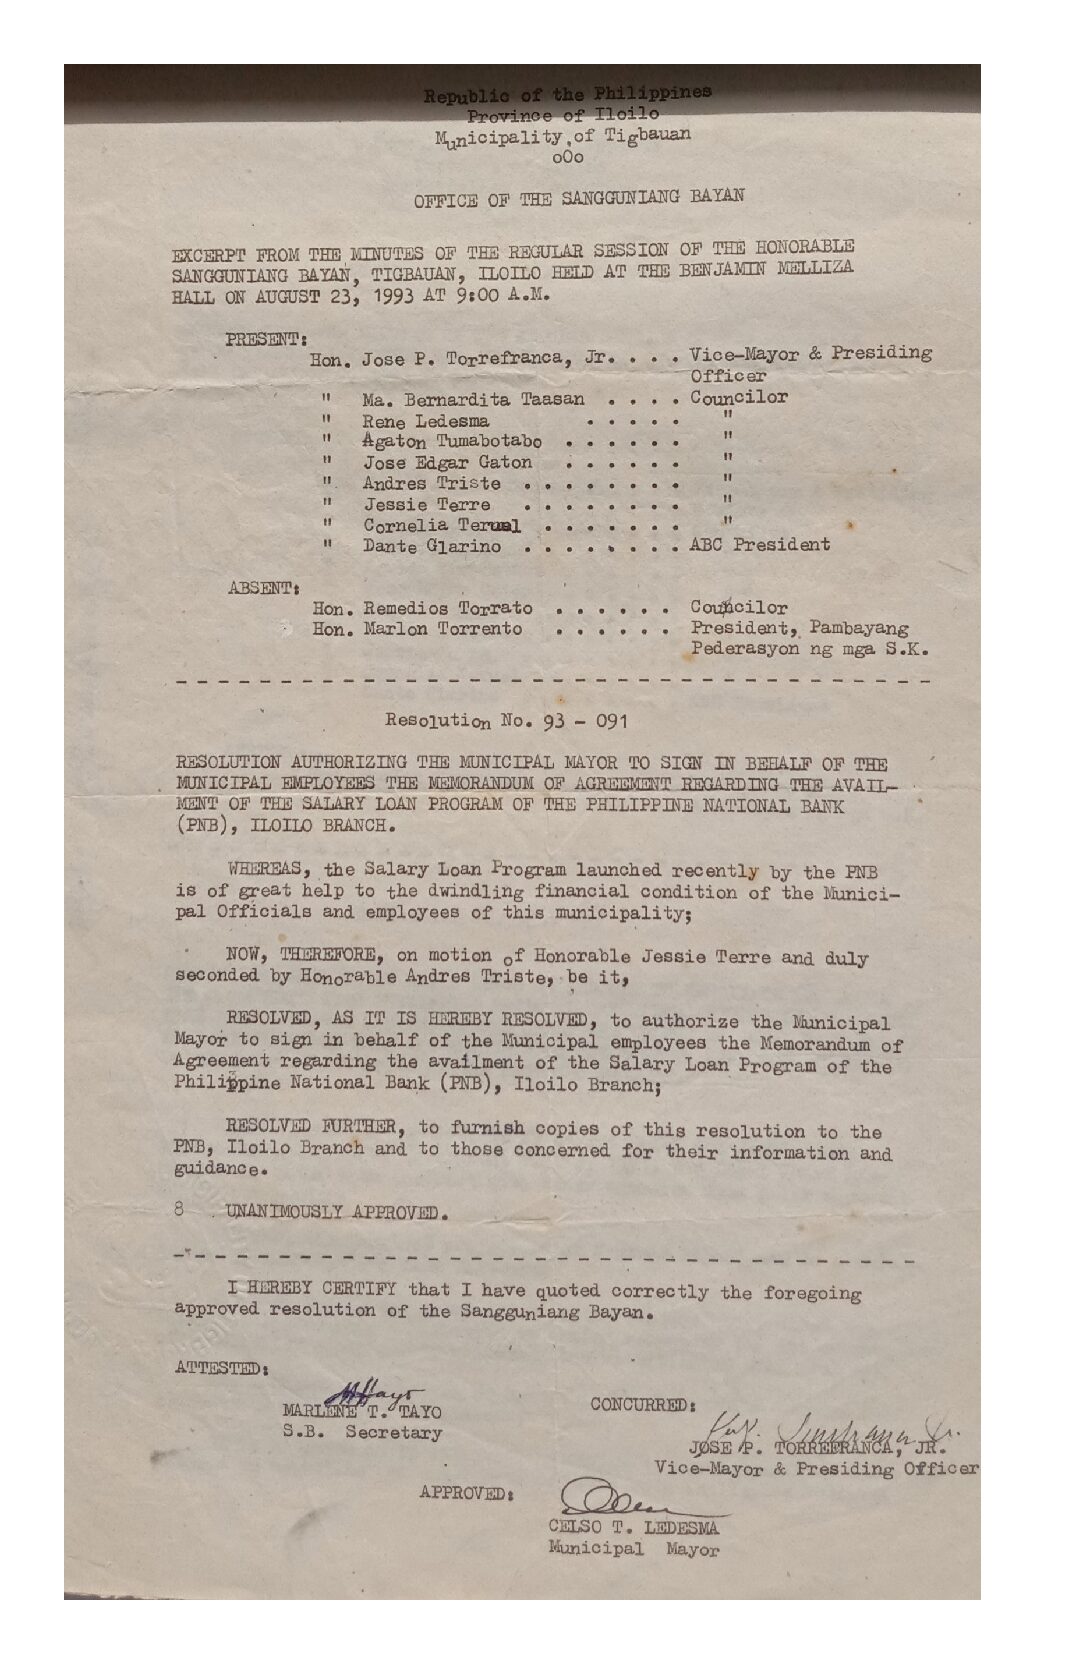 Republic of the Philippines
Province of Iloilo
Municipality of Tigbauan
oOo
OFFICE OF THE SANGGUNIANG BAYAN
EXCERPT FROM THE MINUTES OF THE REGULAR SESSION OF THE HONORABLE
SANGGUNIANG BAYAN, TIGBAUAN, ILOILO HELD AT THE BENJAMIN MELLIZA
HALL ON AUGUST 23, 1993 AT 9:00 A.M.
PRESENT:
Hon. Jose P. Torrefranca, Jr. . . . Vice-Mayor & Presiding
Officer
" Ma. Bernardita Taasan . . . . Councilor
" Rene Ledesma . . . . . "
" Agaton Tumabotabo . . . . . . "
" Jose Edgar Gaton . . . . . . "
" Andres Triste . . . . . . . . "
" Jessie Terre . . . . . . . . "
" Cornelia Teruel . . . . . . . "
" Dante Glarino . . . . . . . . ABC President
ABSENT:
Hon. Remedios Torrato . . . . . . Councilor
Hon. Marlon Torrento . . . . . . President, Pambayang
Pederasyon ng mga S.K.
- - - - - - - - - - - - - - - - - - - - - - - - - - - - - - - - - - - -
Resolution No. 93 - 091
RESOLUTION AUTHORIZING THE MUNICIPAL MAYOR TO SIGN IN BEHALF OF THE
MUNICIPAL EMPLOYEES THE MEMORANDUM OF AGREEMENT REGARDING THE AVAIL-
MENT OF THE SALARY LOAN PROGRAM OF THE PHILIPPINE NATIONAL BANK
(PNB), ILOILO BRANCH.
WHEREAS, the Salary Loan Program launched recently by the PNB
is of great help to the dwindling financial condition of the Munici-
pal Officials and employees of this municipality;
NOW, THEREFORE, on motion of Honorable Jessie Terre and duly
seconded by Honorable Andres Triste, be it,
RESOLVED, AS IT IS HEREBY RESOLVED, to authorize the Municipal
Mayor to sign in behalf of the Municipal employees the Memorandum of
Agreement regarding the availment of the Salary Loan Program of the
Philippine National Bank (PNB), Iloilo Branch;
RESOLVED FURTHER, to furnish copies of this resolution to the
PNB, Iloilo Branch and to those concerned for their information and
guidance.
8 UNANIMOUSLY APPROVED.
- - - - - - - - - - - - - - - - - - - - - - - - - - - - - - - - - - - -
I HEREBY CERTIFY that I have quoted correctly the foregoing
approved resolution of the Sangguniang Bayan.
ATTESTED:
MARLENE T. TAYO
S.B. Secretary
CONCURRED:
JOSE P. TORREFRANCA, JR.
Vice-Mayor & Presiding Officer
APPROVED:
CELSO T. LEDESMA
Municipal Mayor